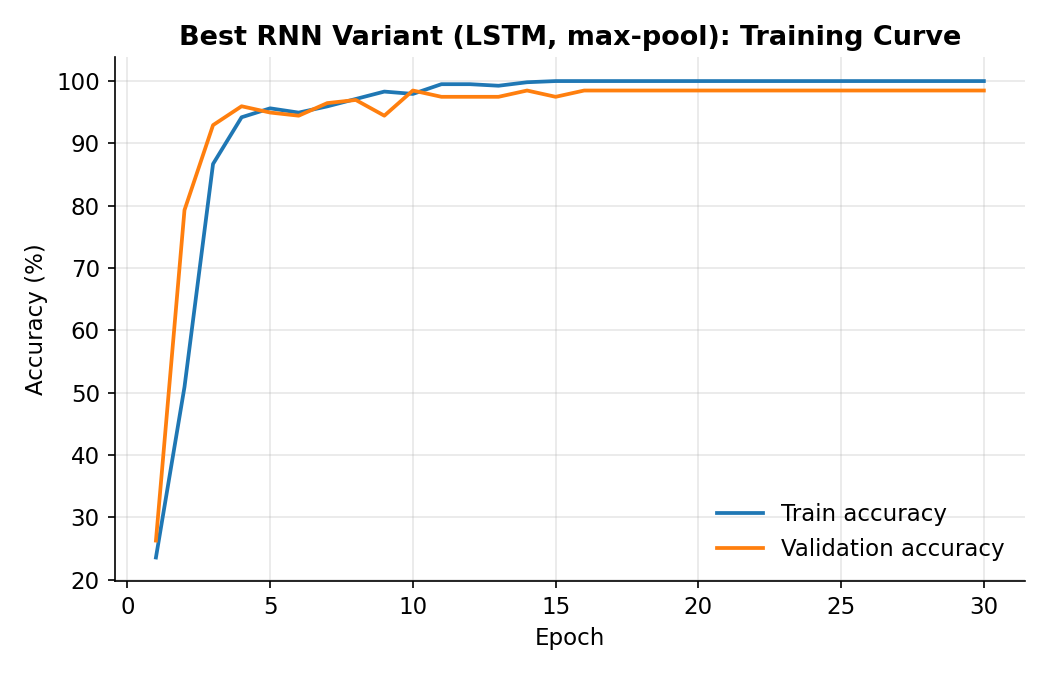 Best RNN Variant (LSTM, max-pool): Training Curve
100
90
80
70
60
50
40
30
20
Accuracy (%)
Train accuracy
Validation accuracy
0 5 10 15 20 25 30
Epoch